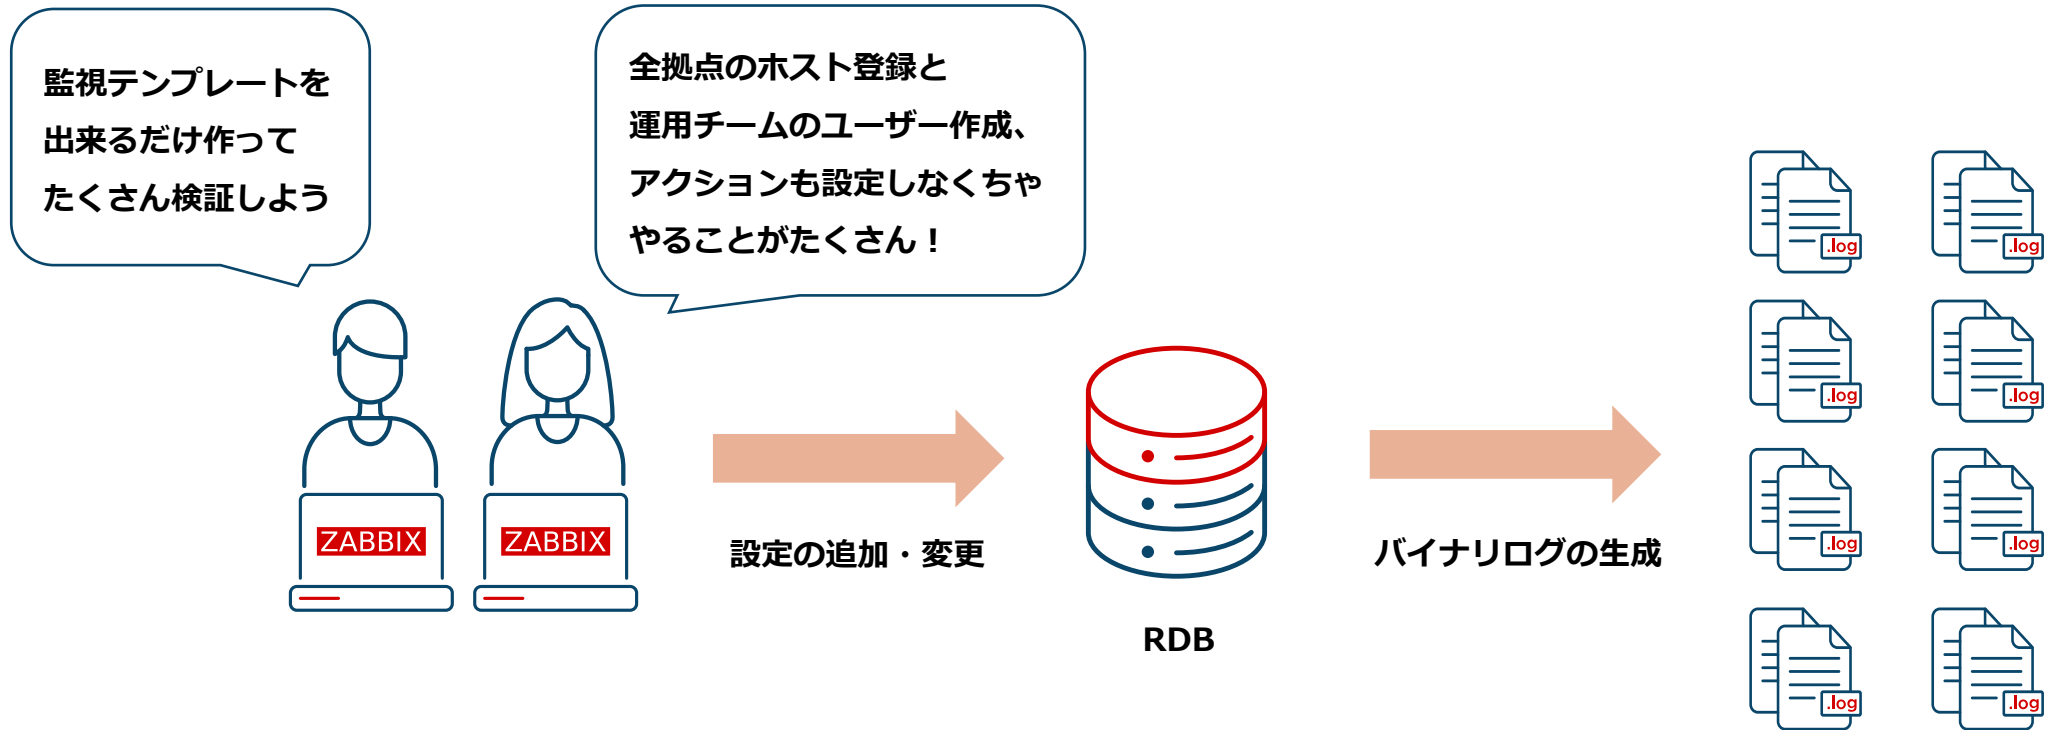 監視テンプレートを
出来るだけ作って
たくさん検証しよう
全拠点のホスト登録と
運用チームのユーザー作成、
アクションも設定しなくちゃ
やることがたくさん！
ZABBIX
ZABBIX
設定の追加・変更
RDB
バイナリログの生成
.log
.log
.log
.log
.log
.log
.log
.log